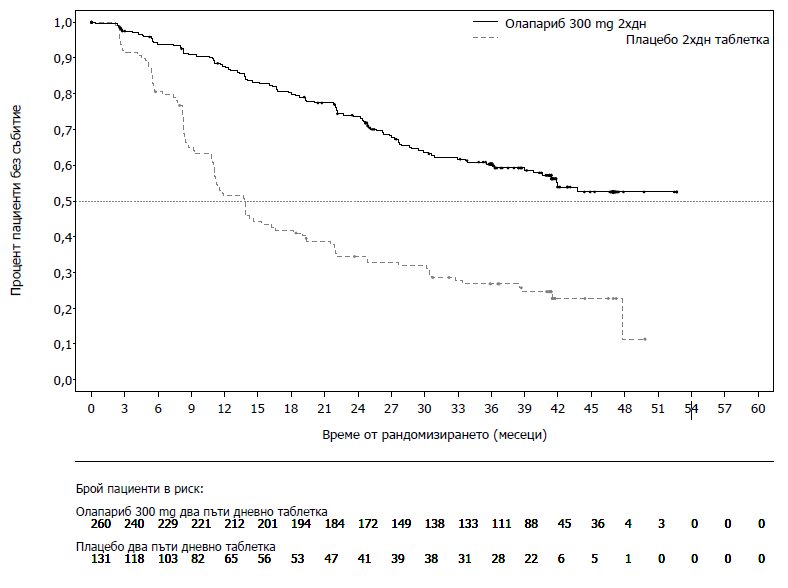 Олапариб 300 mg 2хдн
Плацебо 2хдн таблетка
Процент пациенти без събитие
1,0
0,9
0,8
0,7
0,6
0,5
0,4
0,3
0,2
0,1
0,0
0 3 6 9 12 15 18 21 24 27 30 33 36 39 42 45 48 51 54 57 60
Време от рандомизирането (месеци)
Брой пациенти в риск:
Олапариб 300 mg два пъти дневно таблетка
260 240 229 221 212 201 194 184 172 149 138 133 111 88 45 36 4 3 0 0 0
Плацебо два пъти дневно таблетка
131 118 103 82 65 56 53 47 41 39 38 31 28 22 6 5 1 0 0 0 0